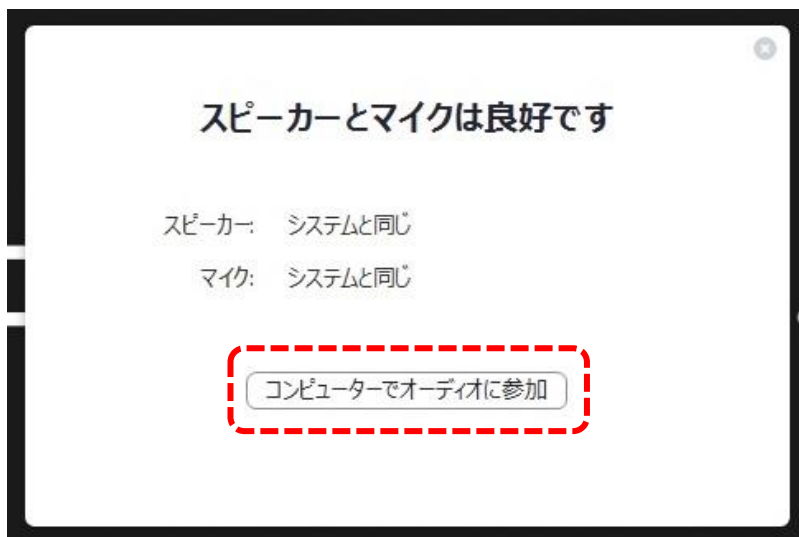 スピーカーとマイクは良好です
スピーカー: システムと同じ
マイク: システムと同じ
コンピューターでオーディオに参加